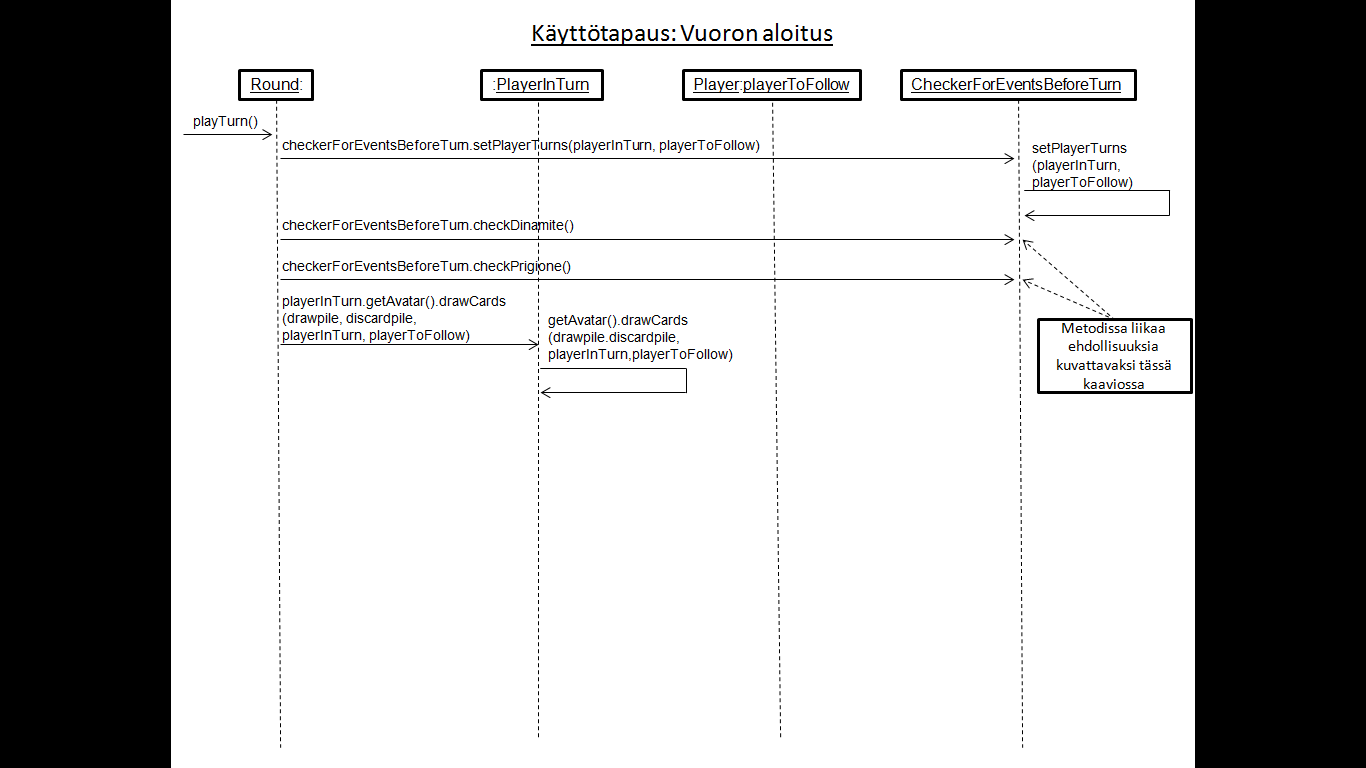 Käyttötapaus: Vuoron aloitus
Round:
:PlayerInTurn
Player:playerToFollow
CheckerForEventsBeforeTurn
playTurn()
checkerForEventsBeforeTurn.setPlayerTurns(playerInTurn, playerToFollow)
setPlayerTurns
(playerInTurn,
playerToFollow)
checkerForEventsBeforeTurn.checkDinamite()
checkerForEventsBeforeTurn.checkPrigione()
playerInTurn.getAvatar().drawCards
(drawpile, discardpile,
playerInTurn, playerToFollow)
getAvatar().drawCards
(drawpile.discardpile,
playerInTurn,playerToFollow)
Metodissa liikaa
ehdollisuuksia
kuvattavaksi tässä
kaaviossa